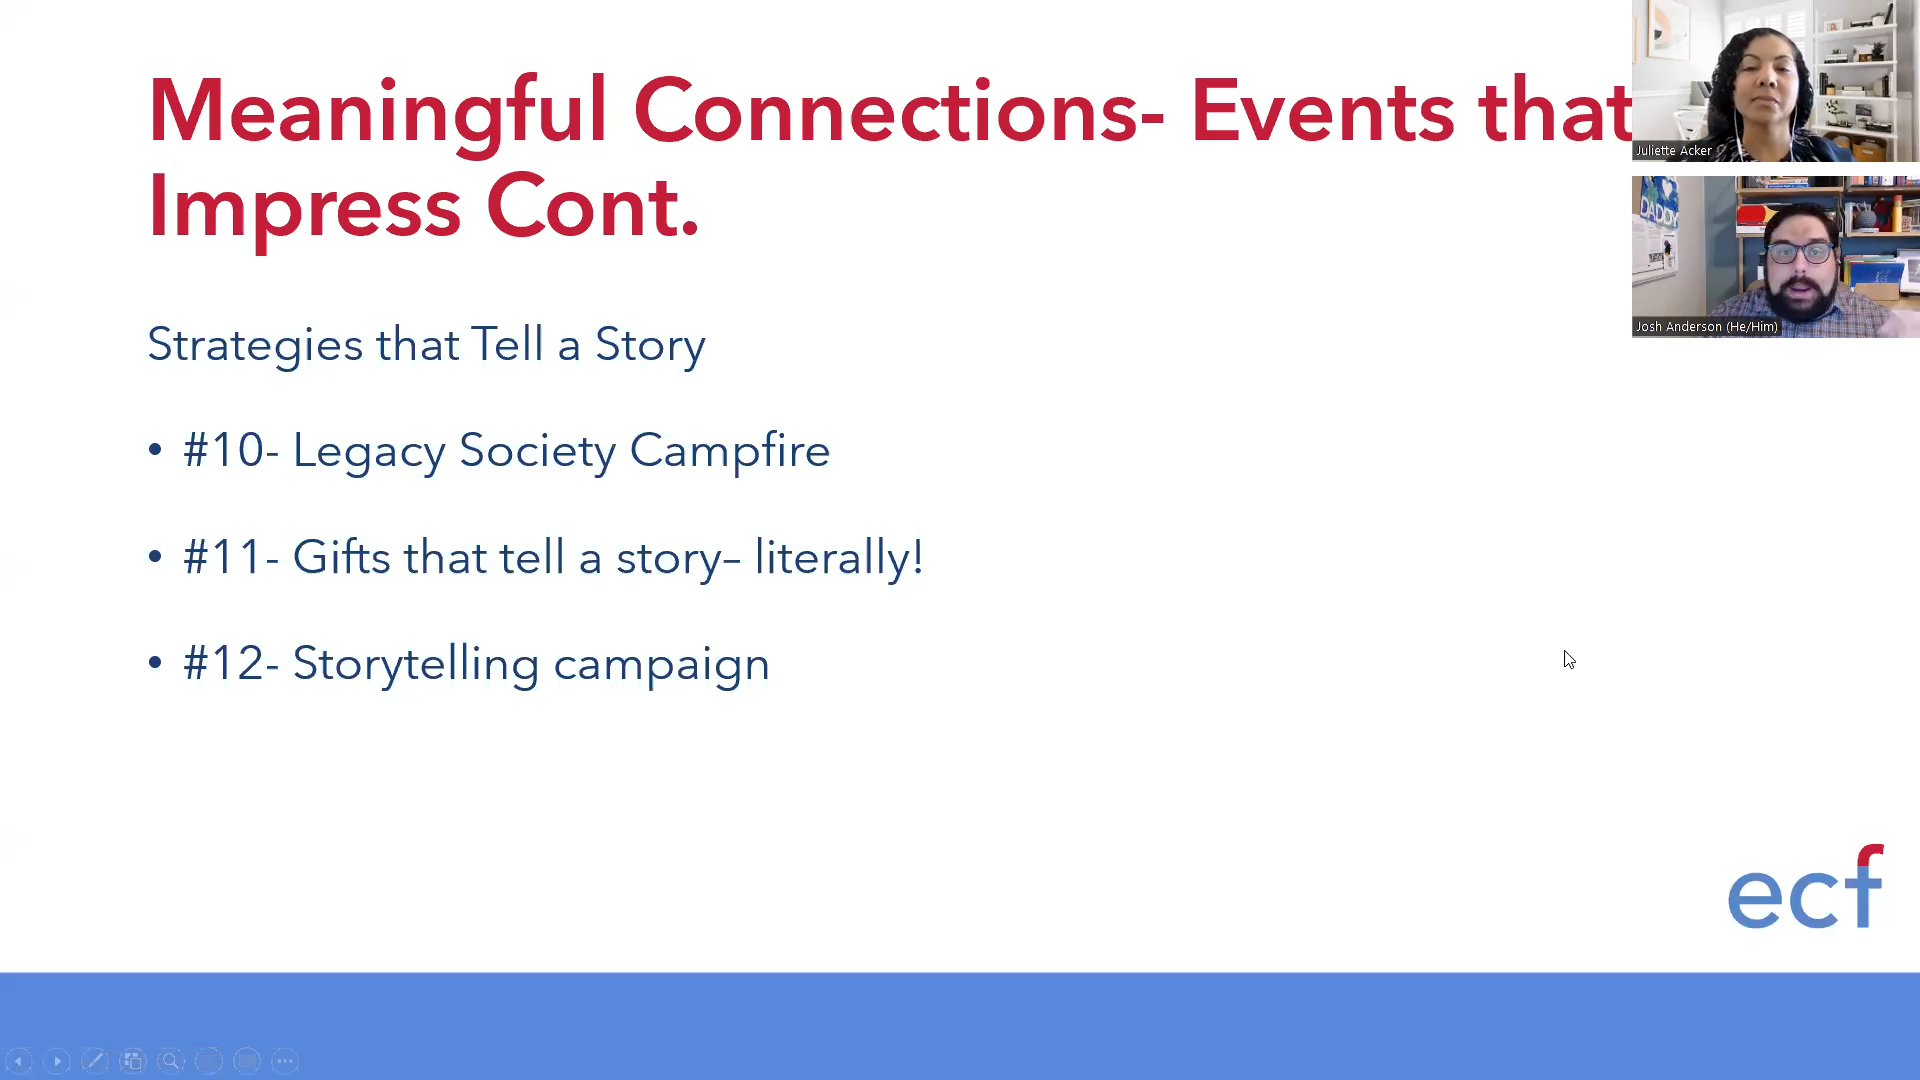 Meaningful Connections- Events that
Impress Cont.
Strategies that Tell a Story
• #10- Legacy Society Campfire
• #11- Gifts that tell a story– literally!
• #12- Storytelling campaign
Juliette Acker
DADDY
Josh Anderson (He/Him)
ecf